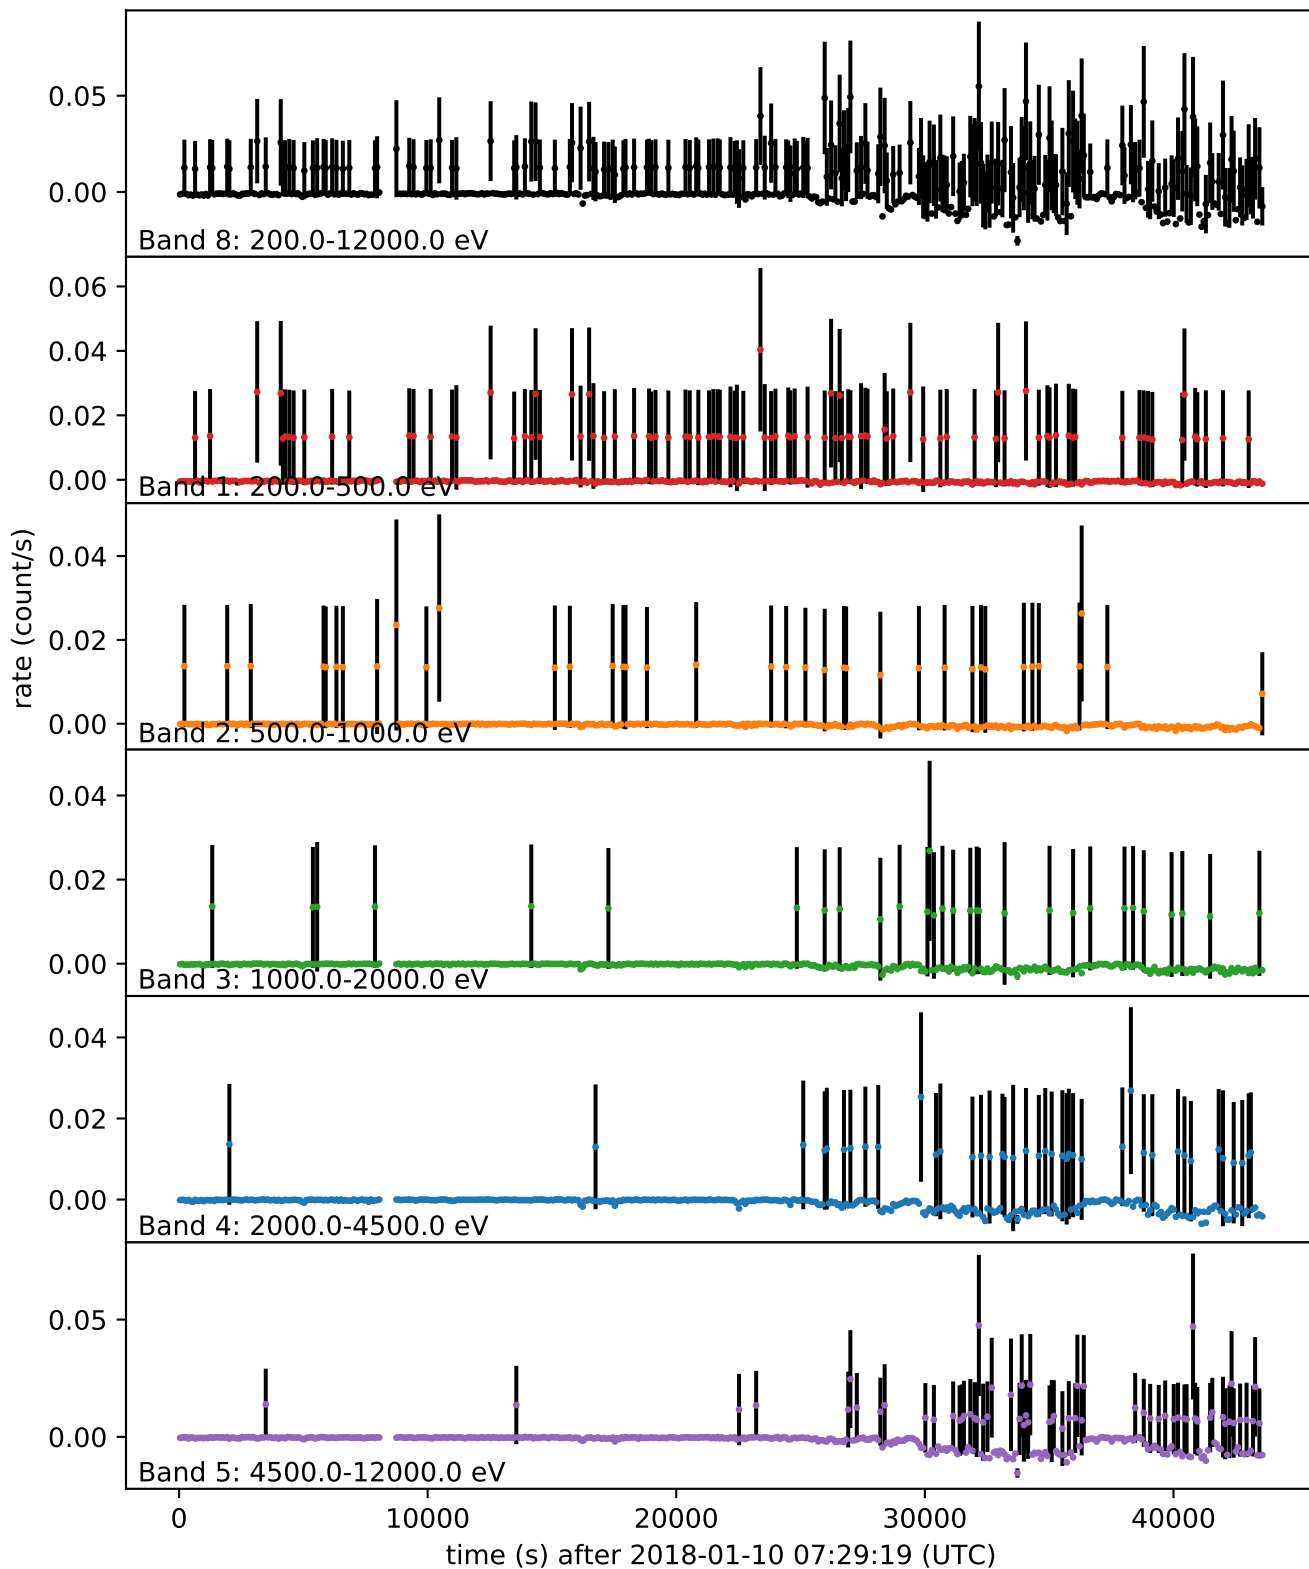 0.05
0.00
Band 8: 200.0-12000.0 eV
0.06
0.04
0.02
0.00
Band 1: 200.0-500.0 eV
rate (count/s)
0.04
0.02
0.00
Band 2: 500.0-1000.0 eV
0.04
0.02
0.00
Band 3: 1000.0-2000.0 eV
0.04
0.02
0.00
Band 4: 2000.0-4500.0 eV
0.05
0.00
Band 5: 4500.0-12000.0 eV
0 10000 20000 30000 40000
time (s) after 2018-01-10 07:29:19 (UTC)